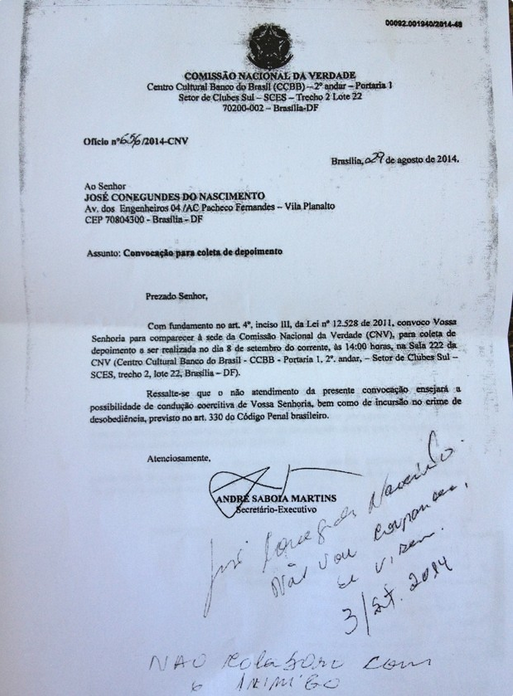 00092.001940/2014-48
COMISSÃO NACIONAL DA VERDADE
Centro Cultural Banco do Brasil (CCBB) – 2º andar – Portaria 1
Setor de Clubes Sul – SCES – Trecho 2 Lote 22
70200-002 – Brasília-DF
Ofício nº 656/2014-CNV
Brasília, 29 de agosto de 2014.
Ao Senhor
JOSÉ CONEGUNDES DO NASCIMENTO
Av. dos Engenheiros 04 /AC Pacheco Fernandes – Vila Planalto
CEP 70804300 - Brasília - DF
Assunto: Convocação para coleta de depoimento
Prezado Senhor,
Com fundamento no art. 4º, inciso III, da Lei nº 12.528 de 2011, convoco Vossa
Senhoria para comparecer à sede da Comissão Nacional da Verdade (CNV), para coleta de
depoimento a ser realizada no dia 8 de setembro do corrente, às 14:00 horas, na Sala 222 da
CNV (Centro Cultural Banco do Brasil - CCBB - Portaria 1, 2º. andar, – Setor de Clubes Sul –
SCES, trecho 2, lote 22, Brasília – DF).
Ressalte-se que o não atendimento da presente convocação ensejará a
possibilidade de condução coercitiva de Vossa Senhoria, bem como de incursão no crime de
desobediência, previsto no art. 330 do Código Penal brasileiro.
Atenciosamente,
ANDRÉ SABOIA MARTINS
Secretário-Executivo
José Conegundes Nascimento.
Não vou comparecer,
se virem.
3/set. 2014
NAO colaboro com
o INIMIGO